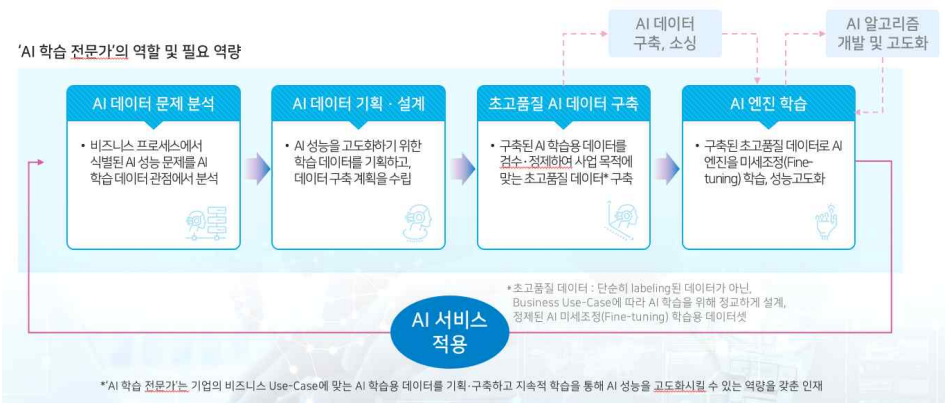 'AI 학습 전문가'의 역할 및 필요 역량
AI 데이터
구축, 소싱
AI 알고리즘
개발 및 고도화
AI 데이터 문제 분석
• 비즈니스 프로세스에서
식별된 AI 성능 문제를 AI
학습 데이터 관점에서 분석
AI 데이터 기획 · 설계
• AI 성능을 고도화하기 위한
학습 데이터를 기획하고,
데이터 구축 계획을 수립
초고품질 AI 데이터 구축
• 구축된 AI 학습용 데이터를
검수·정제하여 사업 목적에
맞는 초고품질 데이터* 구축
AI 엔진 학습
• 구축된 초고품질 데이터로 AI
엔진을 미세조정(Fine-
tuning) 학습, 성능고도화
*초고품질 데이터 : 단순히 labeling된 데이터가 아닌,
Business Use-Case에 따라 AI 학습을 위해 정교하게 설계,
정제된 AI 미세조정(Fine-tuning) 학습용 데이터셋
AI 서비스
적용
*'AI 학습 전문가'는 기업의 비즈니스 Use-Case에 맞는 AI 학습용 데이터를 기획·구축하고 지속적 학습을 통해 AI 성능을 고도화시킬 수 있는 역량을 갖춘 인재